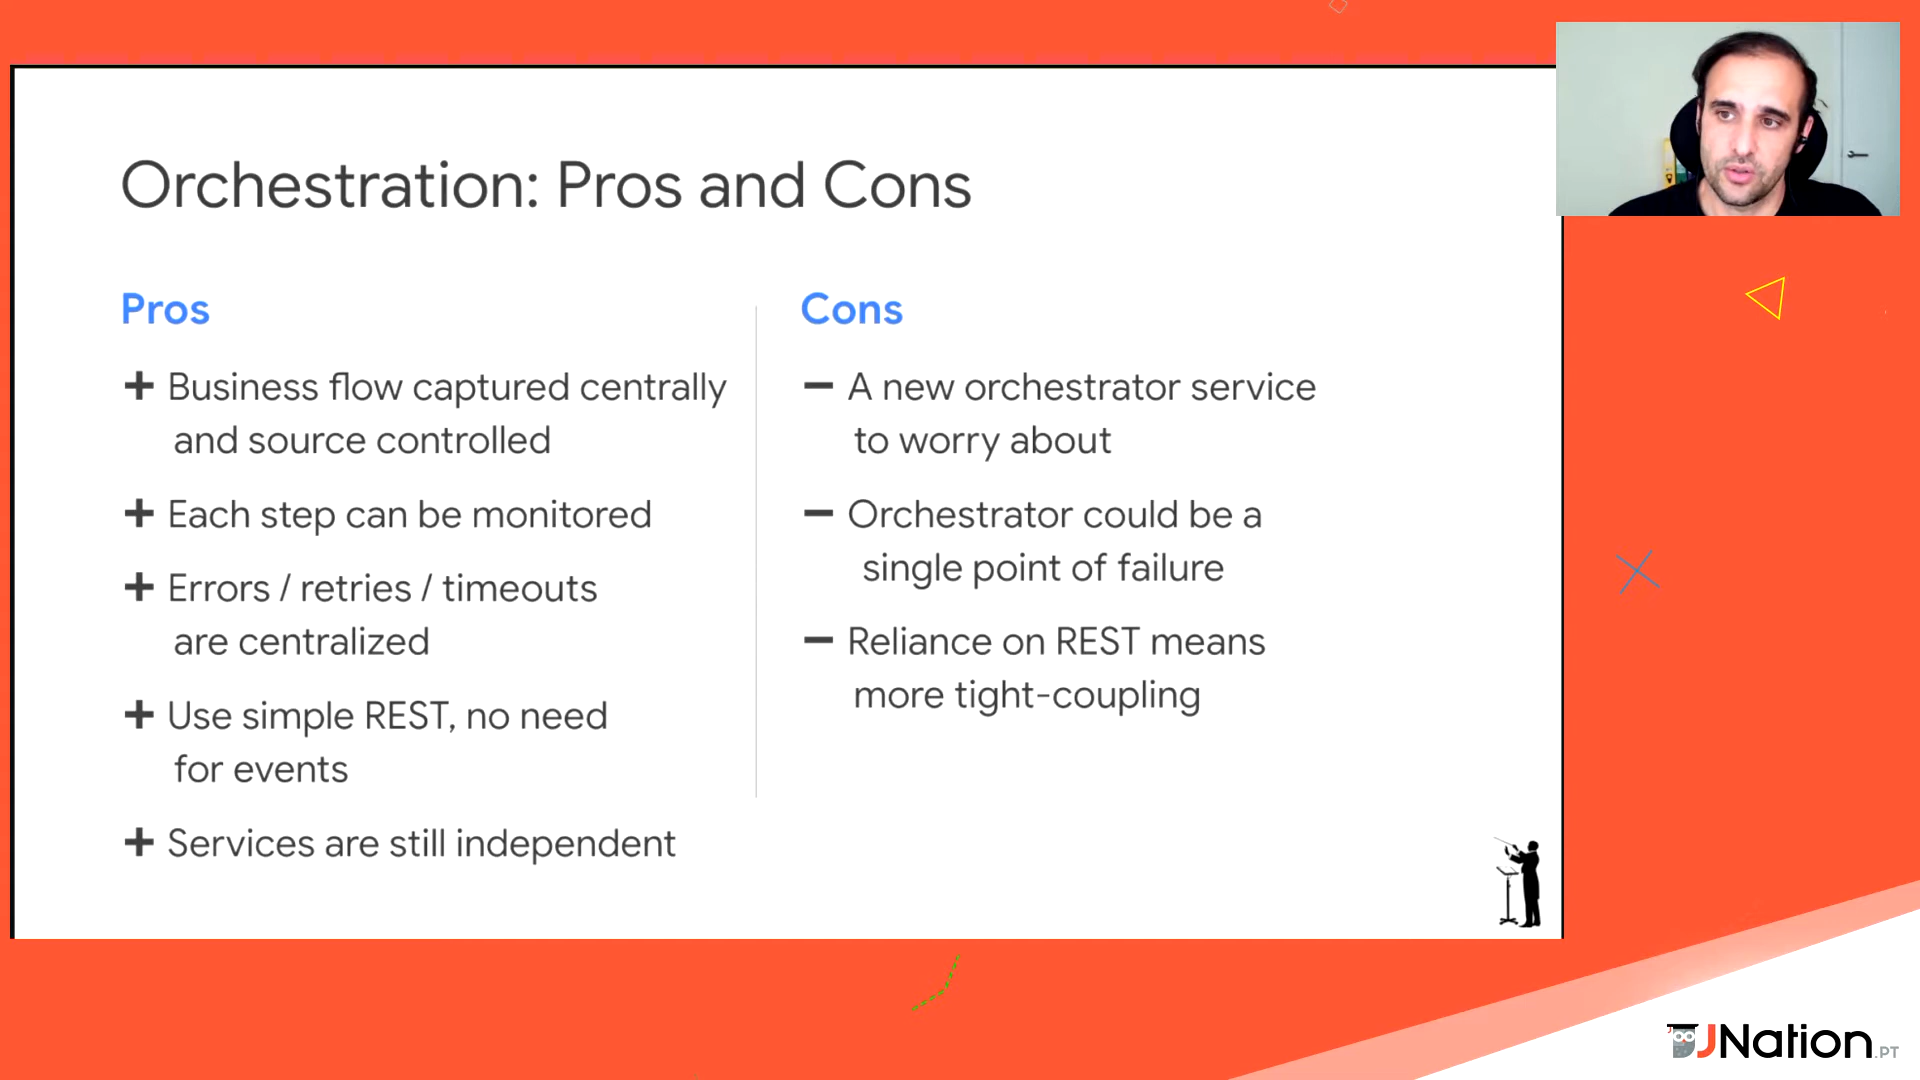 Orchestration: Pros and Cons
Pros
+ Business flow captured centrally
and source controlled
+ Each step can be monitored
+ Errors / retries / timeouts
are centralized
+ Use simple REST, no need
for events
+ Services are still independent
Cons
— A new orchestrator service
to worry about
— Orchestrator could be a
single point of failure
— Reliance on REST means
more tight-coupling
JNation.PT